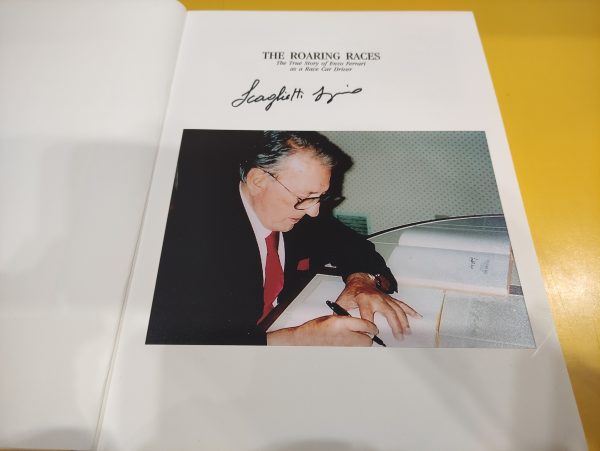 THE ROARING RACES
The True Story of Enzo Ferrari
as a Race Car Driver
Scaglietti Sergio